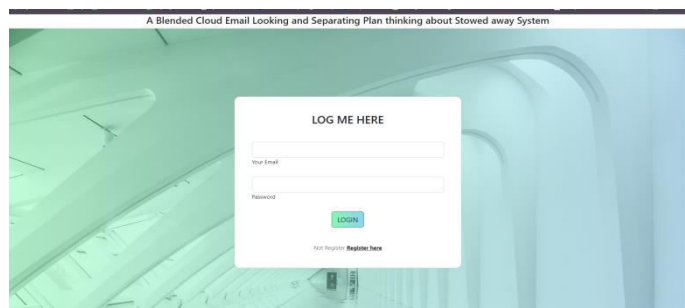 A Blended Cloud Email Looking and Separating Plan thinking about Stowed away System
LOG ME HERE
Your Email
Password
LOGIN
Not Register Register here